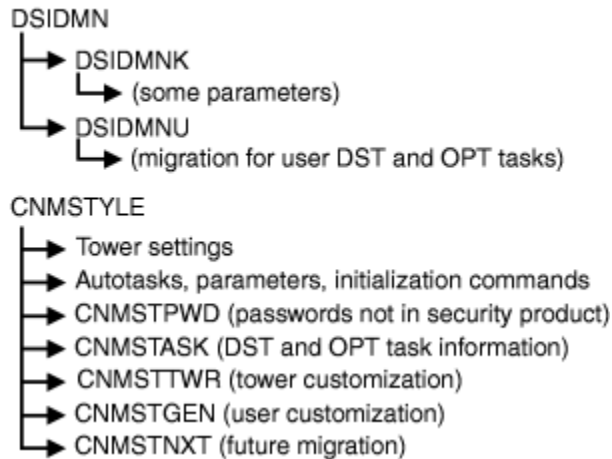 DSIDMN
DSIDMNK
(some parameters)
DSIDMNU
(migration for user DST and OPT tasks)
CNMSTYLE
Tower settings
Autotasks, parameters, initialization commands
CNMSTPWD (passwords not in security product)
CNMSTASK (DST and OPT task information)
CNMSTTWR (tower customization)
CNMSTGEN (user customization)
CNMSTNXT (future migration)